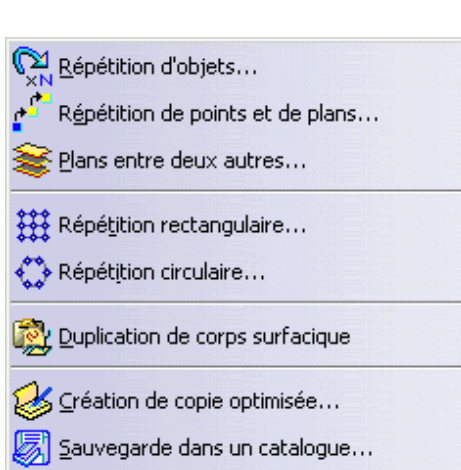 xN
Répétition d'objets...
Répétition de points et de plans...
Plans entre deux autres...
Répétition rectangulaire...
Répétition circulaire...
Duplication de corps surfacique
Création de copie optimisée...
Sauvegarde dans un catalogue...